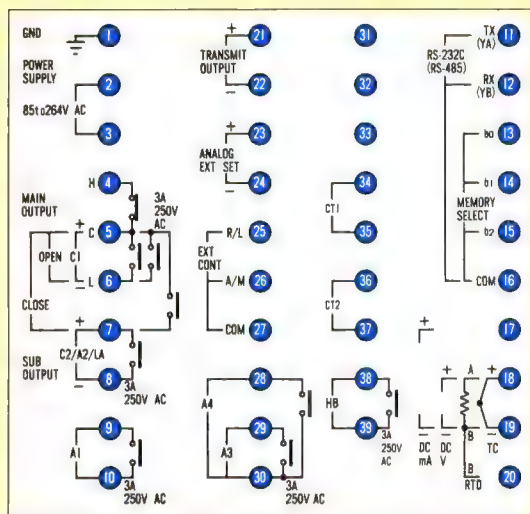 GND
1
POWER
SUPPLY
2
85to264V AC
3
H 4
3A
250V
AC
MAIN
OUTPUT
+
C 5
OPEN
C1
−
L 6
CLOSE
+
7
C2/A2/LA
SUB
OUTPUT
−
8
3A
250V AC
9
A1
10
3A
250V AC
+
21
TRANSMIT
OUTPUT
−
22
+
23
ANALOG
EXT SET
−
24
R/L 25
EXT
CONT
A/M 26
COM 27
28
A4
29
A3
30
3A
250V AC
3A
250V AC
31
32
33
34
CT1
35
36
CT2
37
38
HB
39
3A
250V
AC
TX
(YA)
11
RS-232C
(RS-485)
RX
(YB)
12
b0 13
b1 14
MEMORY
SELECT
b2 15
COM 16
17
+
+ A + 18
− − B − 19
DC
mA
DC
V
TC
B
RTD
20